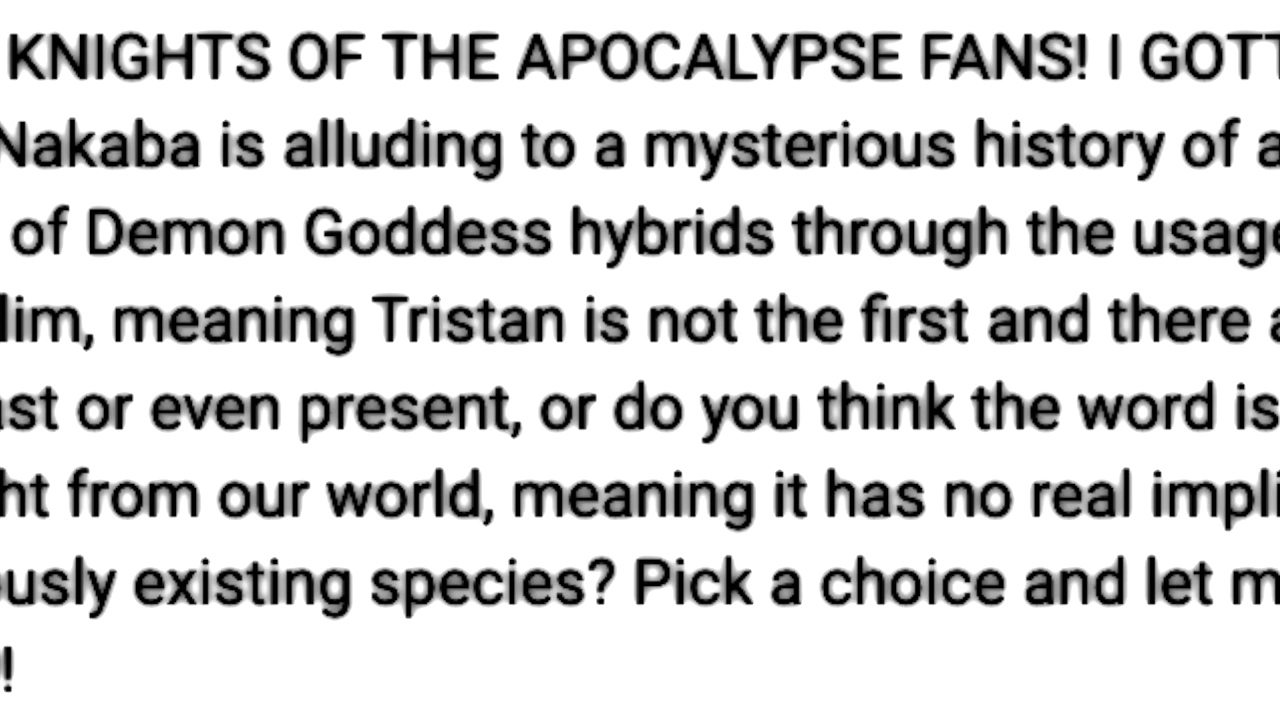 KNIGHTS OF THE APOCALYPSE FANS! I GOTT
Nakaba is alluding to a mysterious history of a
of Demon Goddess hybrids through the usage
lim, meaning Tristan is not the first and there a
ast or even present, or do you think the word is
ht from our world, meaning it has no real impli
ously existing species? Pick a choice and let m
!